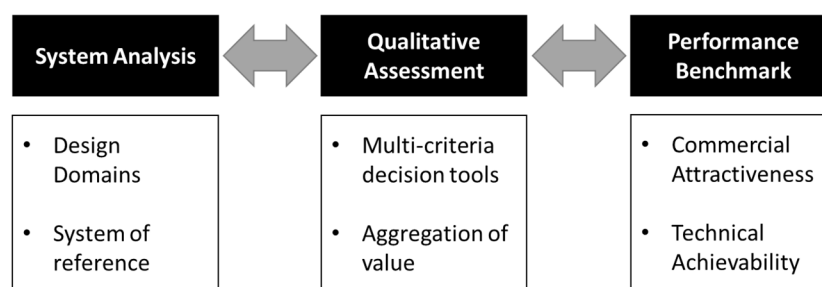 System Analysis
Qualitative
Assessment
Performance
Benchmark
• Design
Domains
• System of
reference
• Multi-criteria
decision tools
• Aggregation of
value
• Commercial
Attractiveness
• Technical
Achievability